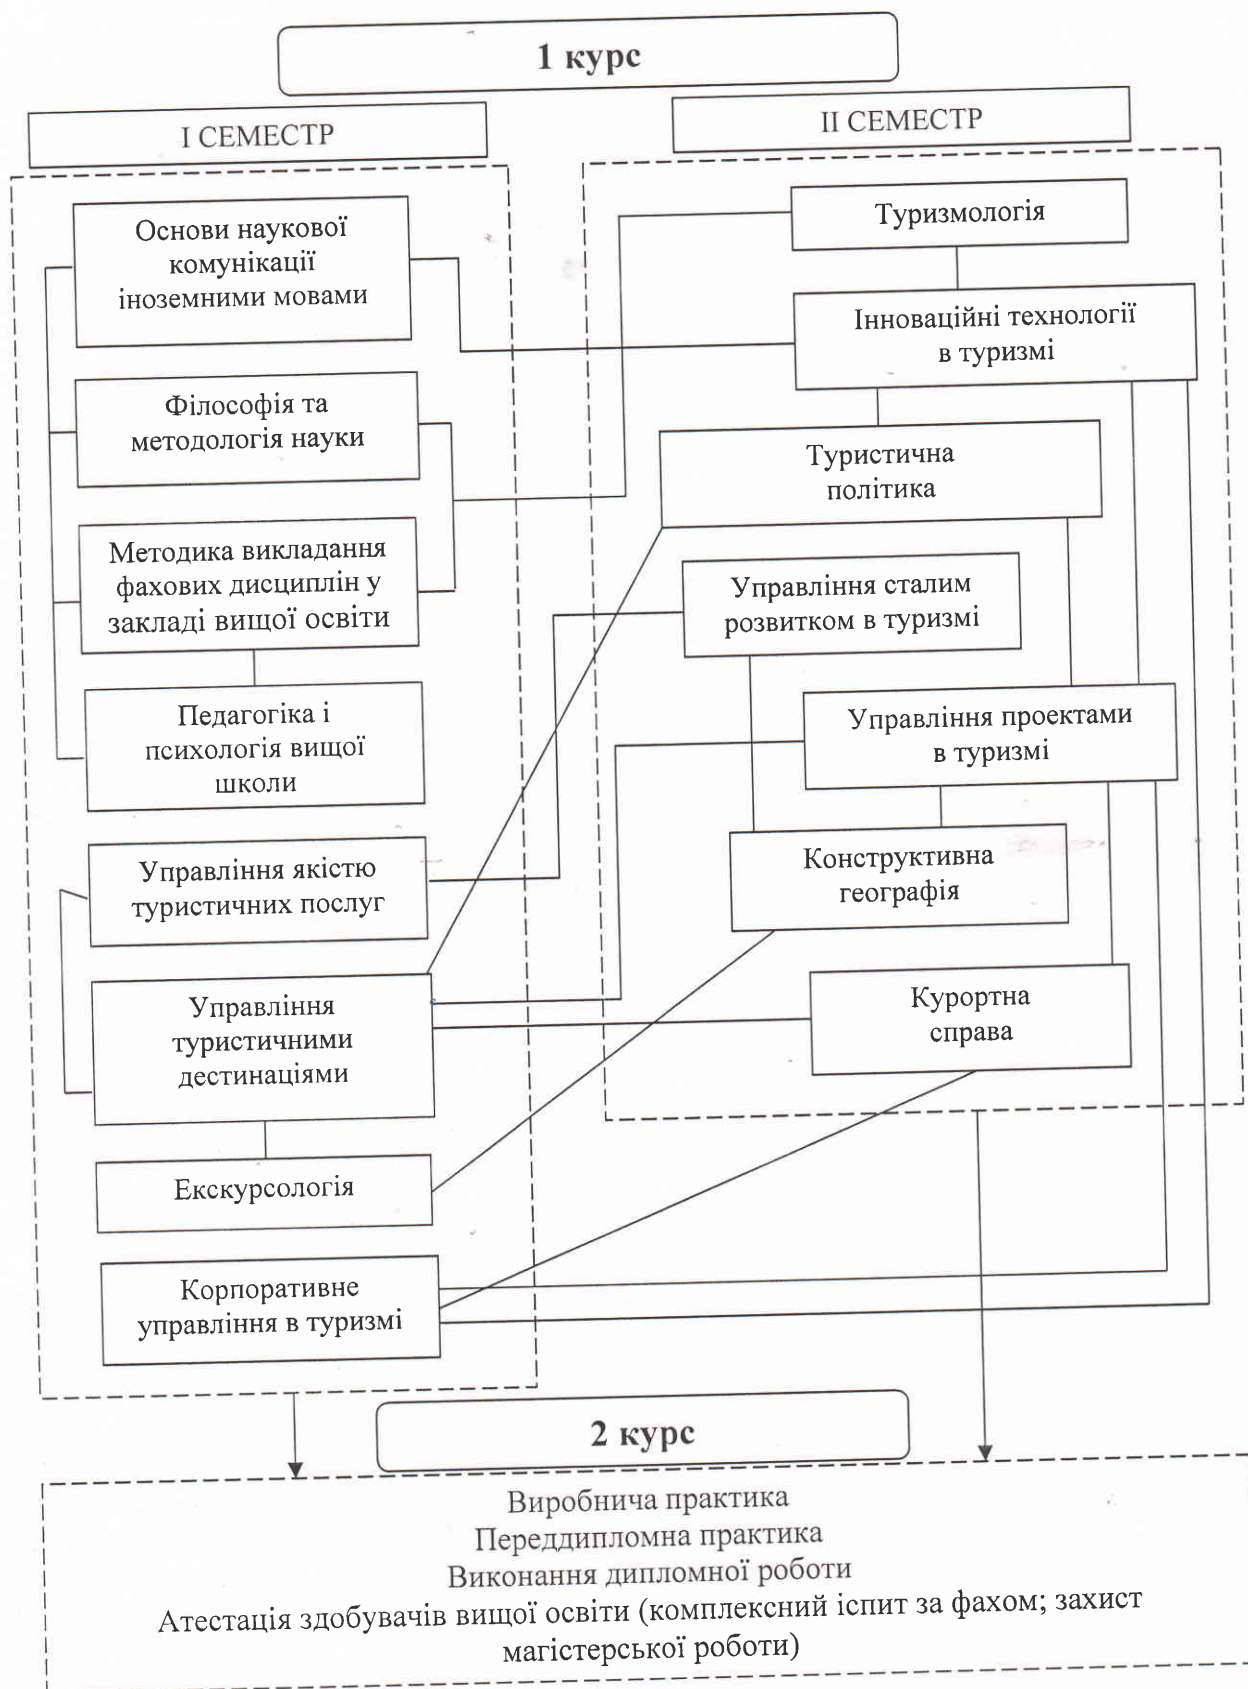 1 курс
І СЕМЕСТР
Основи наукової
комунікації
іноземними мовами
Філософія та
методологія науки
Методика викладання
фахових дисциплін у
закладі вищої освіти
Педагогіка і
психологія вищої
школи
Управління якістю
туристичних послуг
Управління
туристичними
дестинаціями
Екскурсологія
Корпоративне
управління в туризмі
ІІ СЕМЕСТР
Туризмологія
Інноваційні технології
в туризмі
Туристична
політика
Управління сталим
розвитком в туризмі
Управління проектами
в туризмі
Конструктивна
географія
Курортна
справа
2 курс
Виробнича практика
Переддипломна практика
Виконання дипломної роботи
Атестація здобувачів вищої освіти (комплексний іспит за фахом; захист
магістерської роботи)